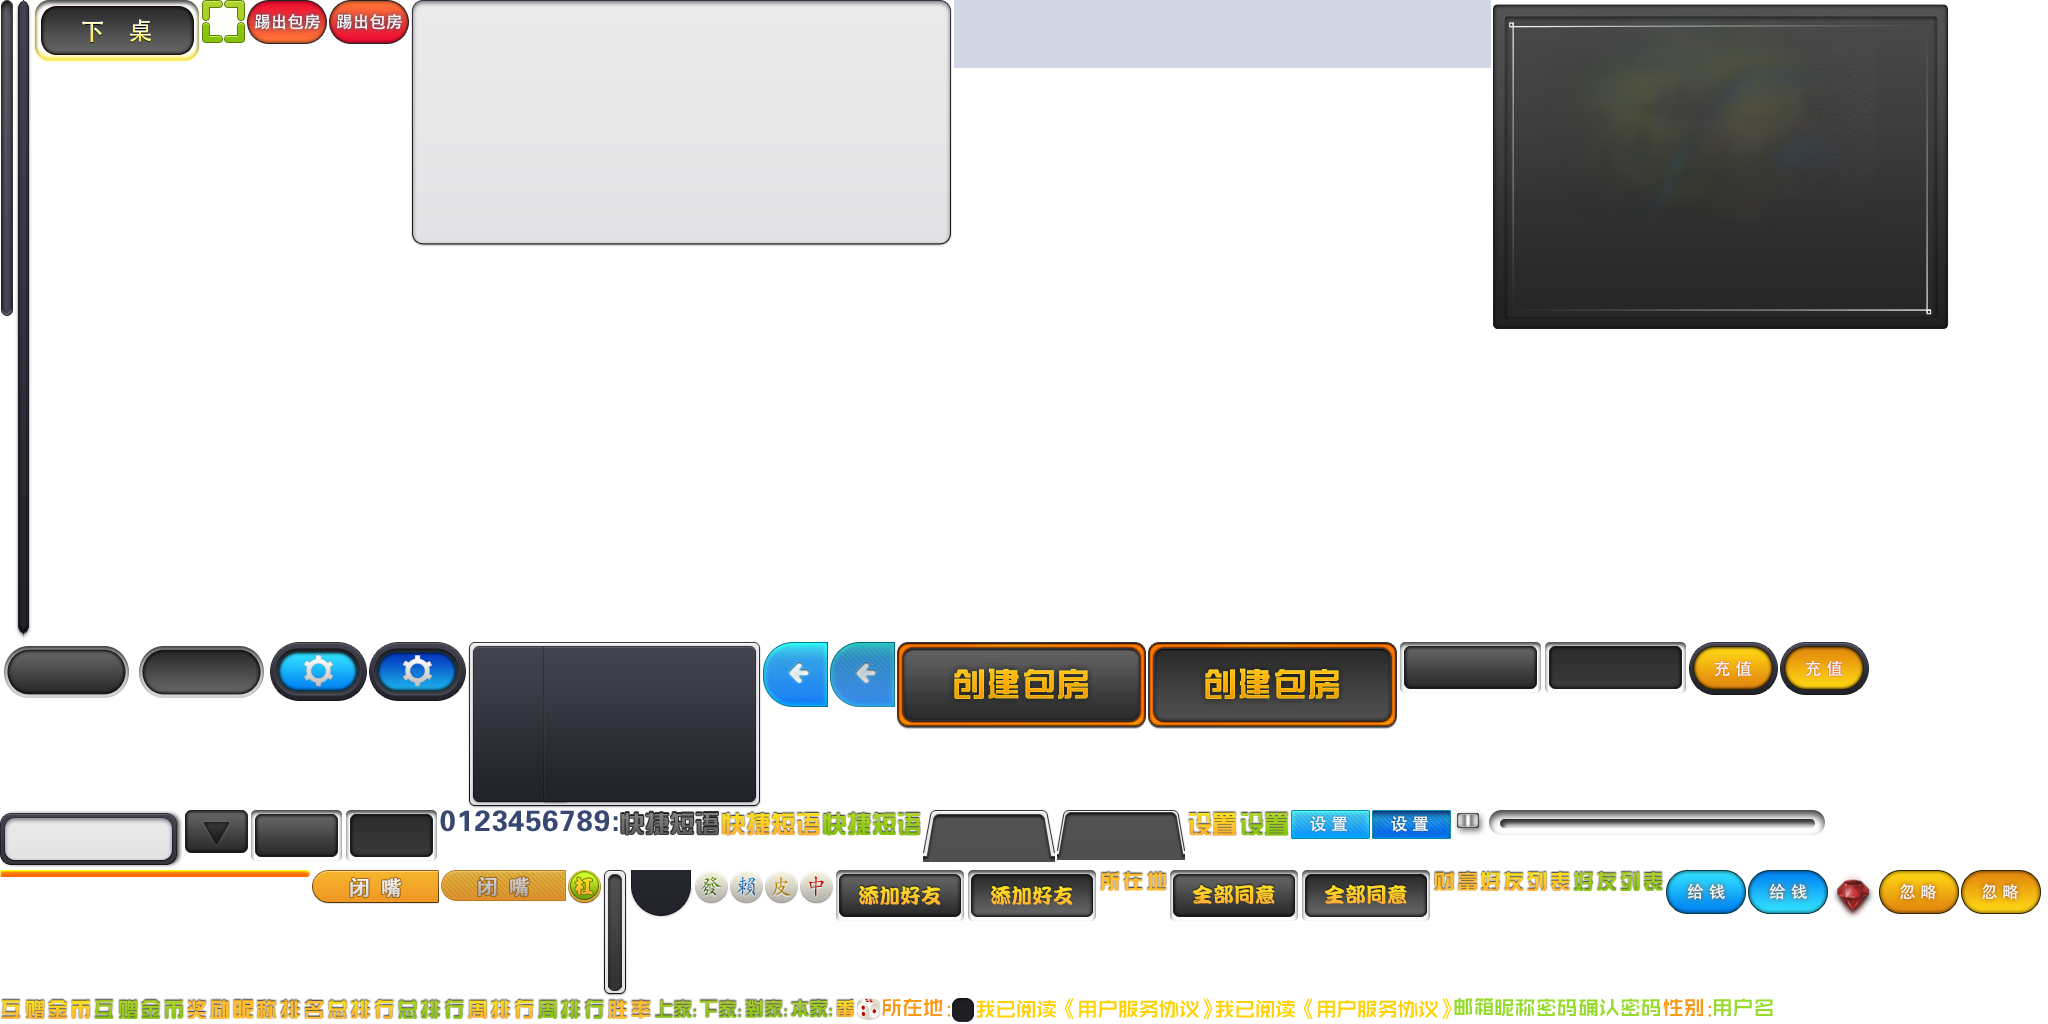 下 桌 踢出包房 踢出包房
创建包房 创建包房 充值 充值
0123456789: 快捷短语 快捷短语 快捷短语 设置 设置 设置 设置
闭嘴 闭嘴 杠 發 賴 皮 中 添加好友 添加好友 所在地 全部同意 全部同意 财富 好友列表 好友列表 给钱 给钱 忽略 忽略
互赠金币 互赠金币 奖励 昵称 排名 总排行 总排行 周排行 周排行 胜率 上家: 下家: 对家: 本家: 番 所在地: 我已阅读《用户服务协议》 我已阅读《用户服务协议》 邮箱 昵称 密码 确认密码 性别: 用户名